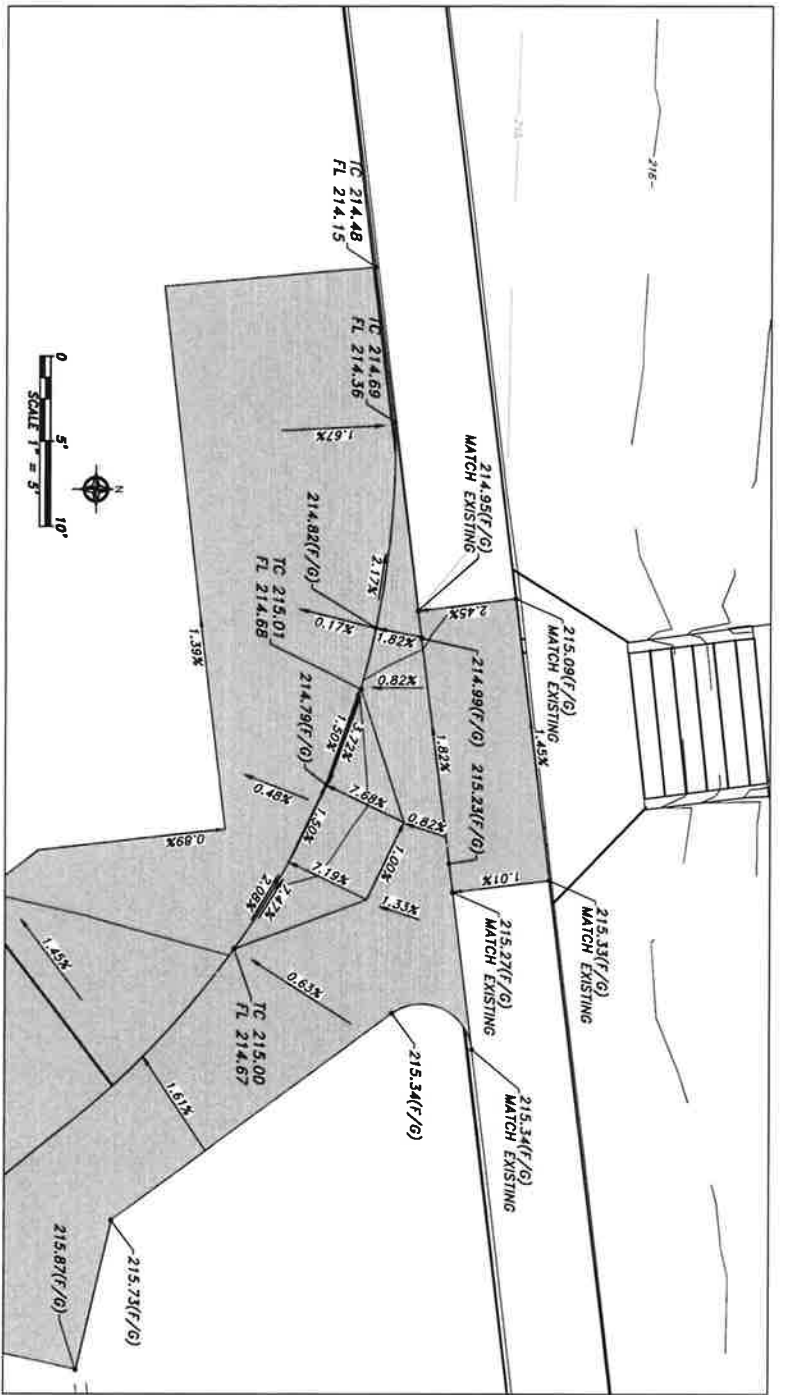 216
TC 214.48
FL 214.15
TC 214.69
FL 214.36
214.95(F/G)
MATCH EXISTING
215.09(F/G)
MATCH EXISTING
1.67%
214.82(F/G)
2.17%
0.17%
1.82%
2.45%
TC 215.01
FL 214.68
0.82%
214.99(F/G)
215.23(F/G)
1.82%
1.45%
1.39%
214.79(F/G)
3.72%
1.50%
7.68%
0.82%
0.48%
1.50%
1.00%
7.19%
1.33%
1.01%
215.33(F/G)
MATCH EXISTING
215.27(F/G)
MATCH EXISTING
0.89%
7.47%
2.08%
0.63%
1.45%
TC 215.00
FL 214.67
215.34(F/G)
MATCH EXISTING
215.34(F/G)
1.61%
215.73(F/G)
215.87(F/G)
N
0 5' 10'
SCALE 1" = 5'